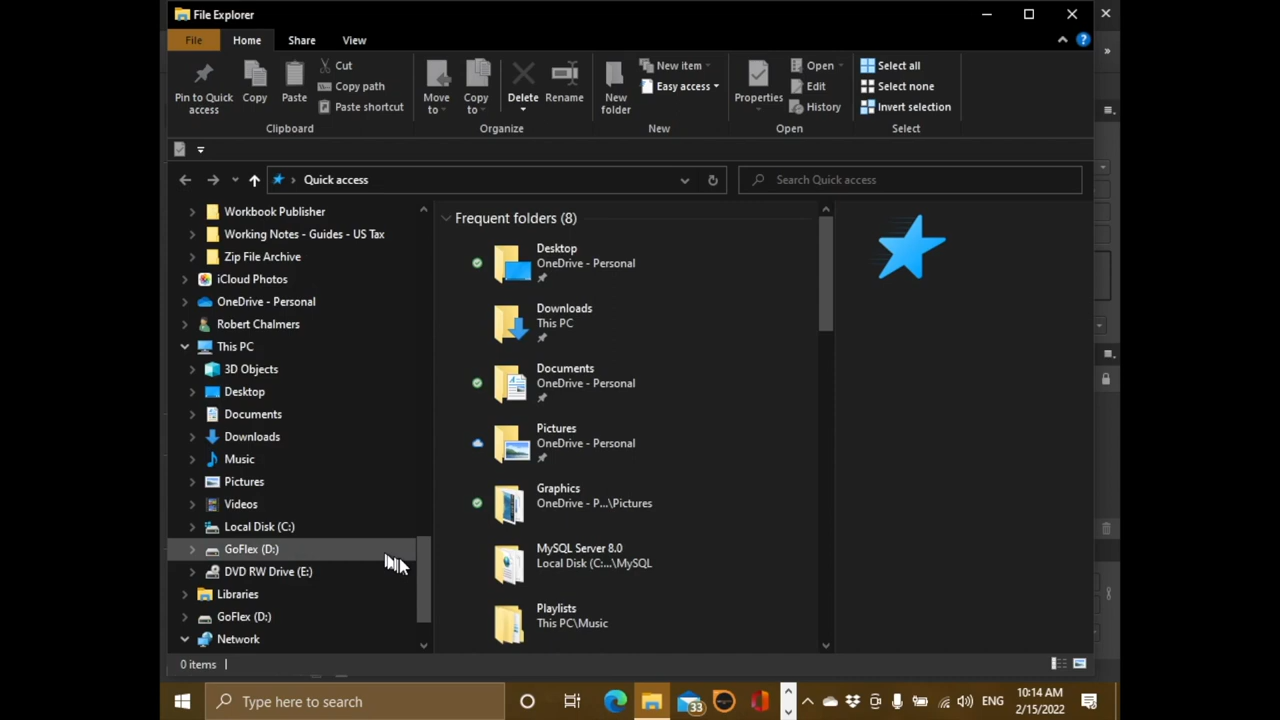 File Explorer
File Home Share View
Pin to Quick access
Copy
Paste
Cut
Copy path
Paste shortcut
Clipboard
Move to
Copy to
Delete
Rename
Organize
New folder
New item
Easy access
New
Properties
Open
Edit
History
Open
Select all
Select none
Invert selection
Select
Quick access
Search Quick access
Workbook Publisher
Working Notes - Guides - US Tax
Zip File Archive
iCloud Photos
OneDrive - Personal
Robert Chalmers
This PC
3D Objects
Desktop
Documents
Downloads
Music
Pictures
Videos
Local Disk (C:)
GoFlex (D:)
DVD RW Drive (E:)
Libraries
GoFlex (D:)
Network
Frequent folders (8)
Desktop
OneDrive - Personal
Downloads
This PC
Documents
OneDrive - Personal
Pictures
OneDrive - Personal
Graphics
OneDrive - P...\Pictures
MySQL Server 8.0
Local Disk (C:...\MySQL
Playlists
This PC\Music
0 items
Type here to search
33
ENG
10:14 AM
2/15/2022